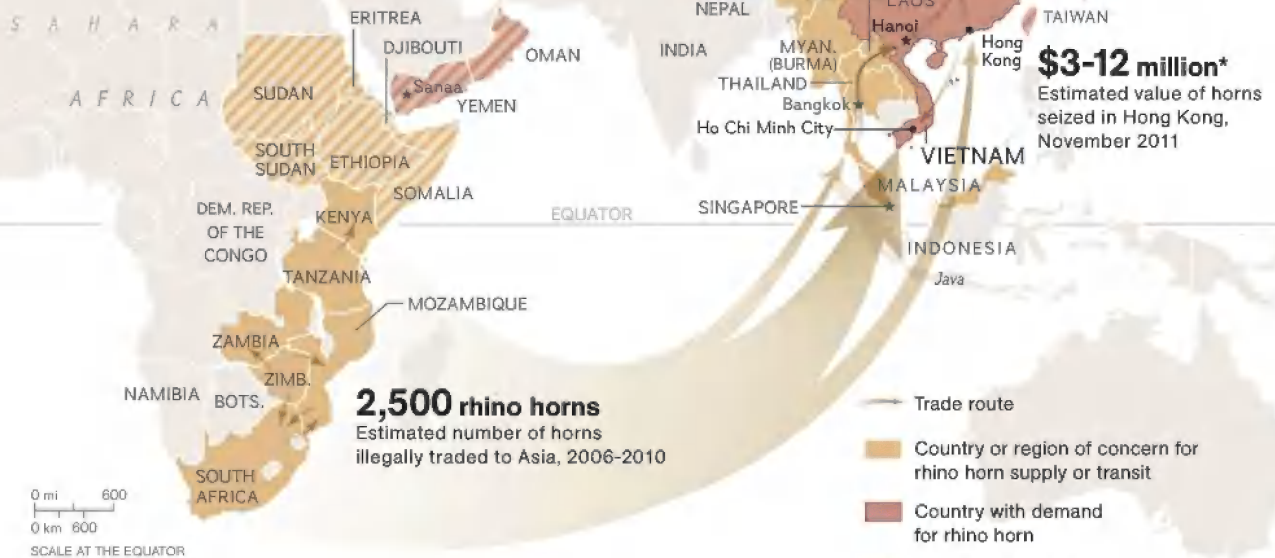 NEPAL
LAOS
SAHARA
ERITREA
Hanoi
TAIWAN
DJIBOUTI
OMAN
INDIA
MYAN.
(BURMA)
Hong
Kong
$3-12 million*
Estimated value of horns
seized in Hong Kong,
November 2011
SUDAN
Sanaa
YEMEN
THAILAND
AFRICA
Bangkok
Ho Chi Minh City
SOUTH
SUDAN
ETHIOPIA
VIETNAM
SOMALIA
MALAYSIA
DEM. REP.
OF THE
CONGO
KENYA
EQUATOR
SINGAPORE
TANZANIA
INDONESIA
Java
MOZAMBIQUE
ZAMBIA
ZIMB.
NAMIBIA
BOTS.
2,500 rhino horns
Estimated number of horns
illegally traded to Asia, 2006-2010
Trade route
Country or region of concern for
rhino horn supply or transit
Country with demand
for rhino horn
SOUTH
AFRICA
0 mi 600
0 km 600
SCALE AT THE EQUATOR